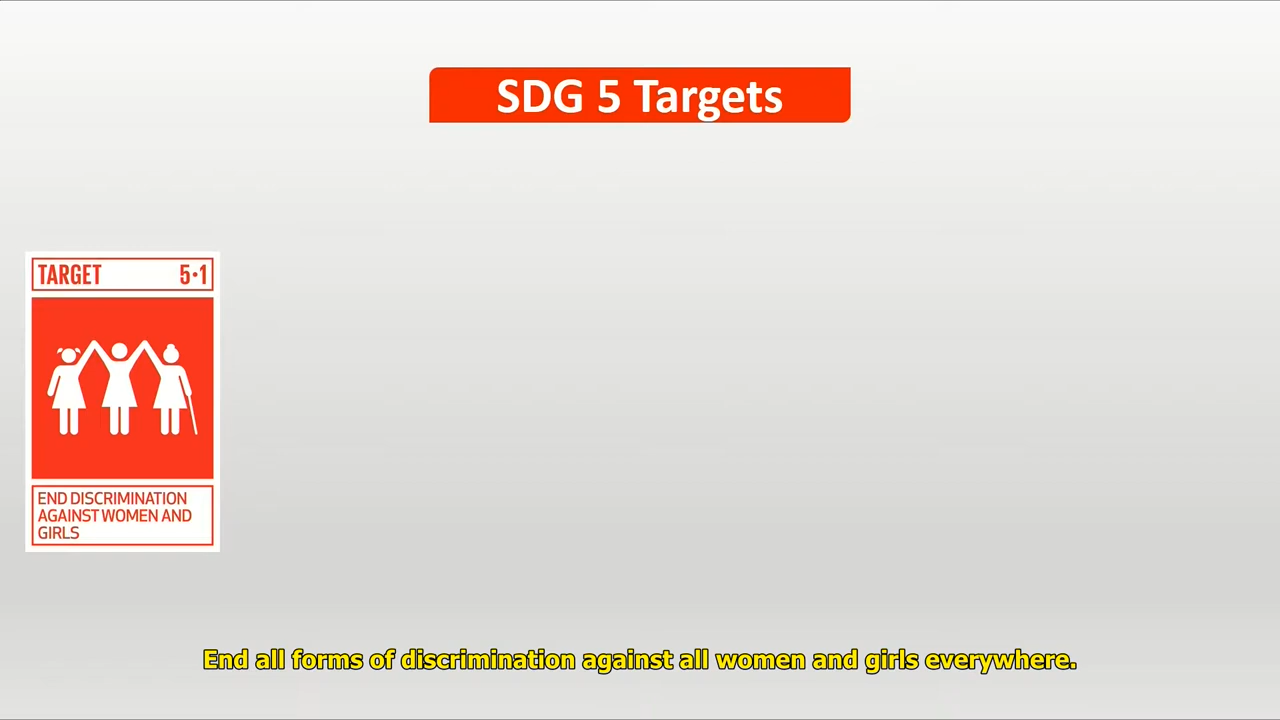 SDG 5 Targets
TARGET 5·1
END DISCRIMINATION
AGAINST WOMEN AND
GIRLS
End all forms of discrimination against all women and girls everywhere.